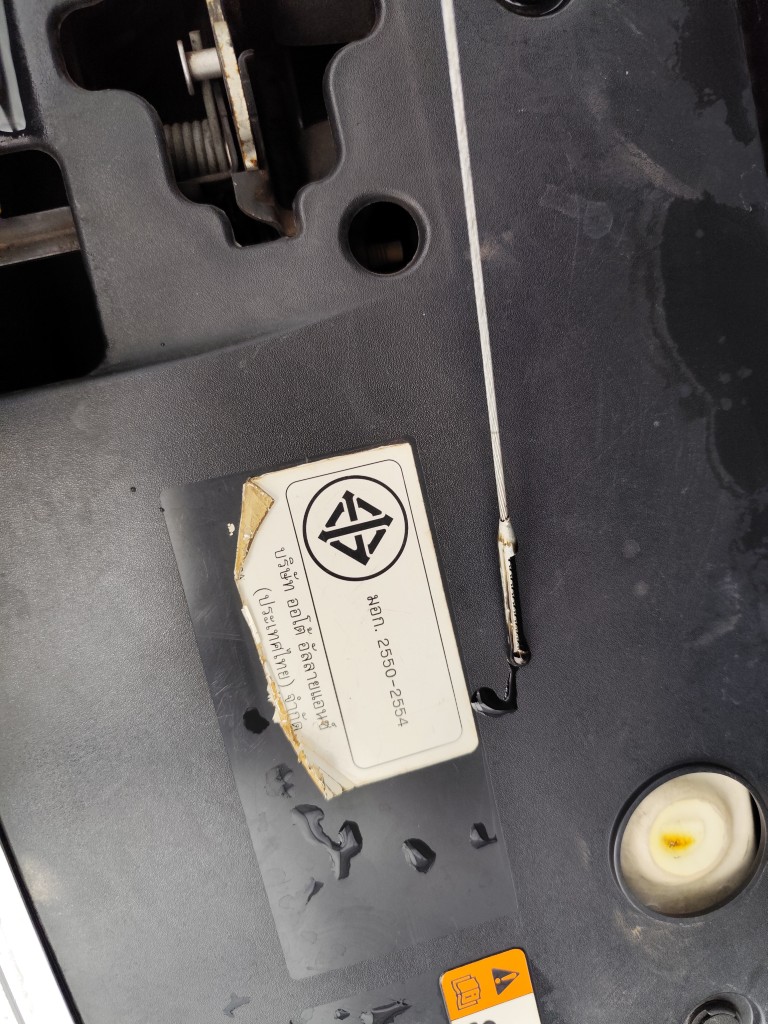 มอก. 2550-2554
บริษัท ออโต้ อัลลายแอนซ์
(ประเทศไทย) จำกัด